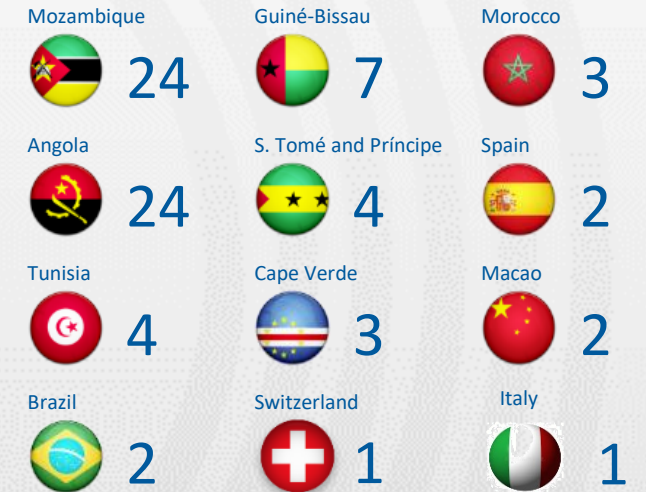 Mozambique
24
Guiné-Bissau
7
Morocco
3
Angola
24
S. Tomé and Príncipe
4
Spain
2
Tunisia
4
Cape Verde
3
Macao
2
Brazil
2
Switzerland
1
Italy
1